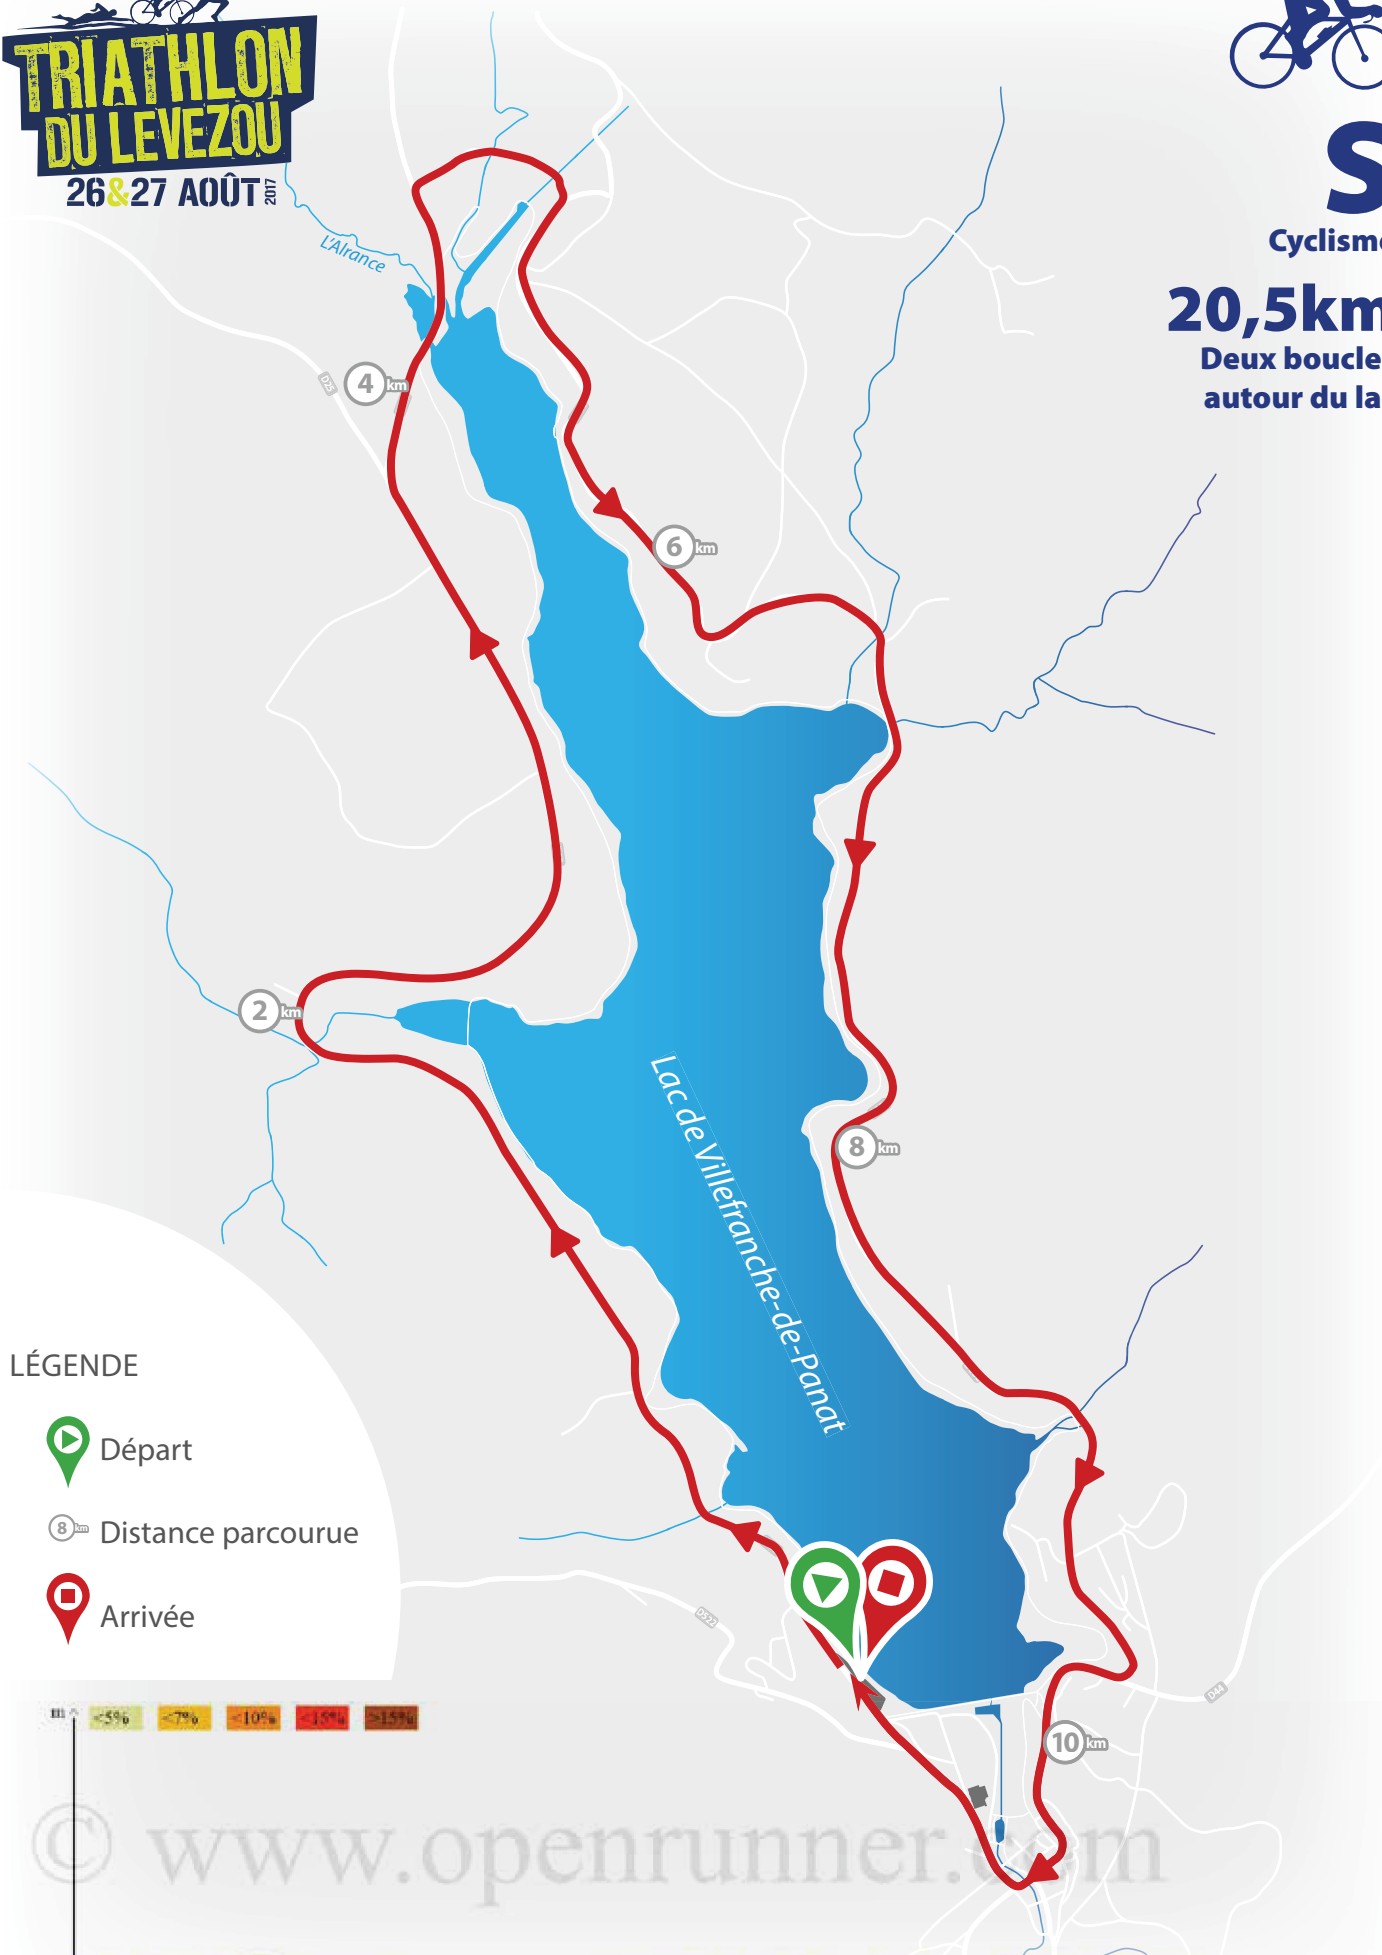 TRIATHLON
DU LEVEZOU
26&27 AOÛT 2017
S
Cyclisme
20,5km
Deux boucle
autour du la
L'Alrance
D25
4 km
6 km
2 km
Lac de Villefranche-de-Panat
8 km
LÉGENDE
Départ
8 km Distance parcourue
Arrivée
D522
D44
10 km
m
<5% <7% <10% <15% >15%
© www.openrunner.com